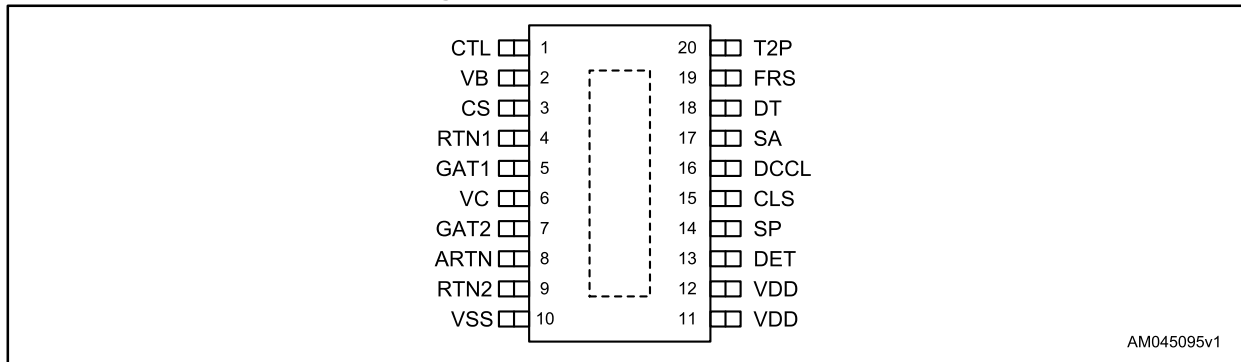 CTL 1 20 T2P
VB 2 19 FRS
CS 3 18 DT
RTN1 4 17 SA
GAT1 5 16 DCCL
VC 6 15 CLS
GAT2 7 14 SP
ARTN 8 13 DET
RTN2 9 12 VDD
VSS 10 11 VDD
AM045095v1